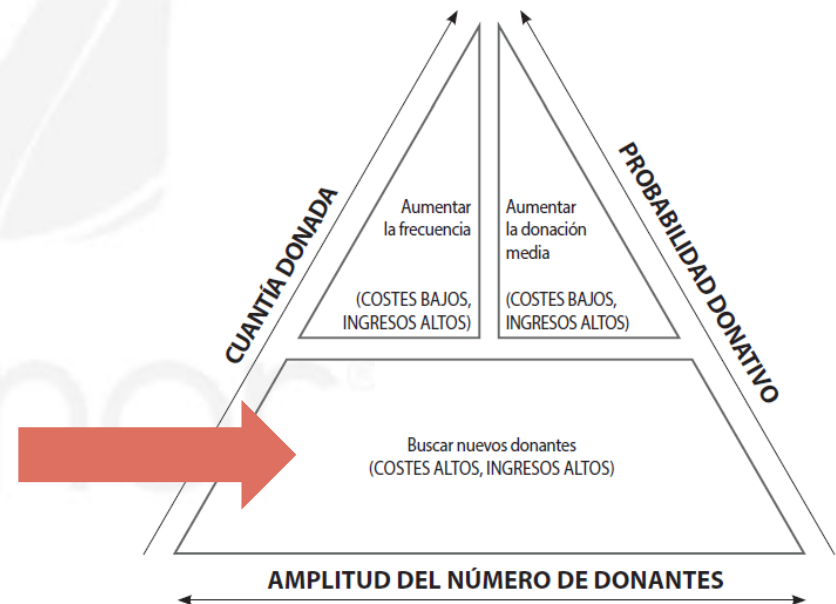 CUANTÍA DONADA
PROBABILIDAD DONATIVO
Aumentar
la frecuencia
(COSTES BAJOS,
INGRESOS ALTOS)
Aumentar
la donación
media
(COSTES BAJOS,
INGRESOS ALTOS)
Buscar nuevos donantes
(COSTES ALTOS, INGRESOS ALTOS)
AMPLITUD DEL NÚMERO DE DONANTES